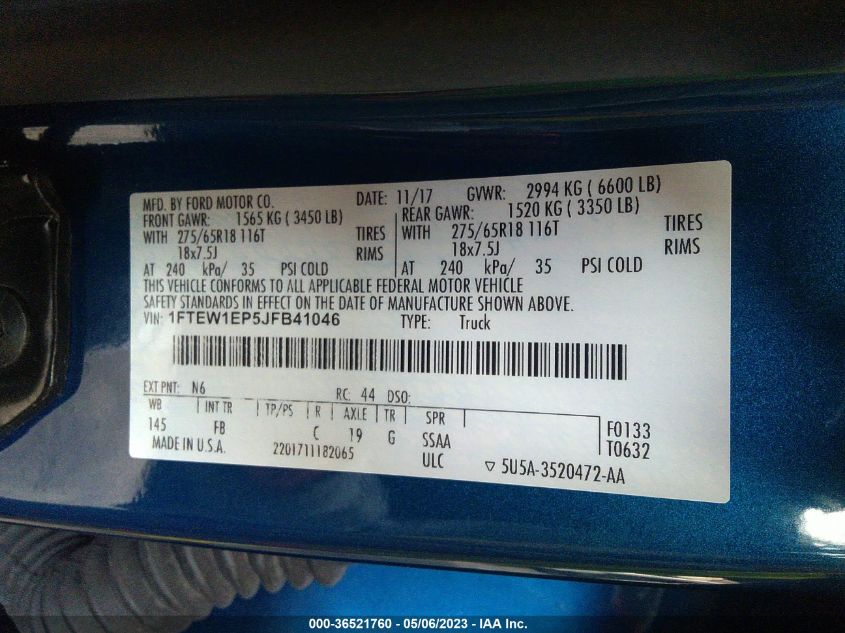 MFD. BY FORD MOTOR CO. DATE: 11/17 GVWR: 2994 KG ( 6600 LB)
FRONT GAWR: 1565 KG ( 3450 LB) REAR GAWR: 1520 KG ( 3350 LB)
WITH 275/65R18 116T TIRES WITH 275/65R18 116T TIRES
18x7.5J RIMS 18x7.5J RIMS
AT 240 kPa/ 35 PSI COLD AT 240 kPa/ 35 PSI COLD
THIS VEHICLE CONFORMS TO ALL APPLICABLE FEDERAL MOTOR VEHICLE
SAFETY STANDARDS IN EFFECT ON THE DATE OF MANUFACTURE SHOWN ABOVE.
VIN: 1FTEW1EP5JFB41046 TYPE: Truck
EXT PNT: N6 RC: 44 DSO:
WB INT TR TP/PS R AXLE TR SPR
145 FB C 19 G SSAA F0133
MADE IN U.S.A. 2201711182065 ULC T0632
5U5A-3520472-AA
000-36521760 - 05/06/2023 - IAA Inc.